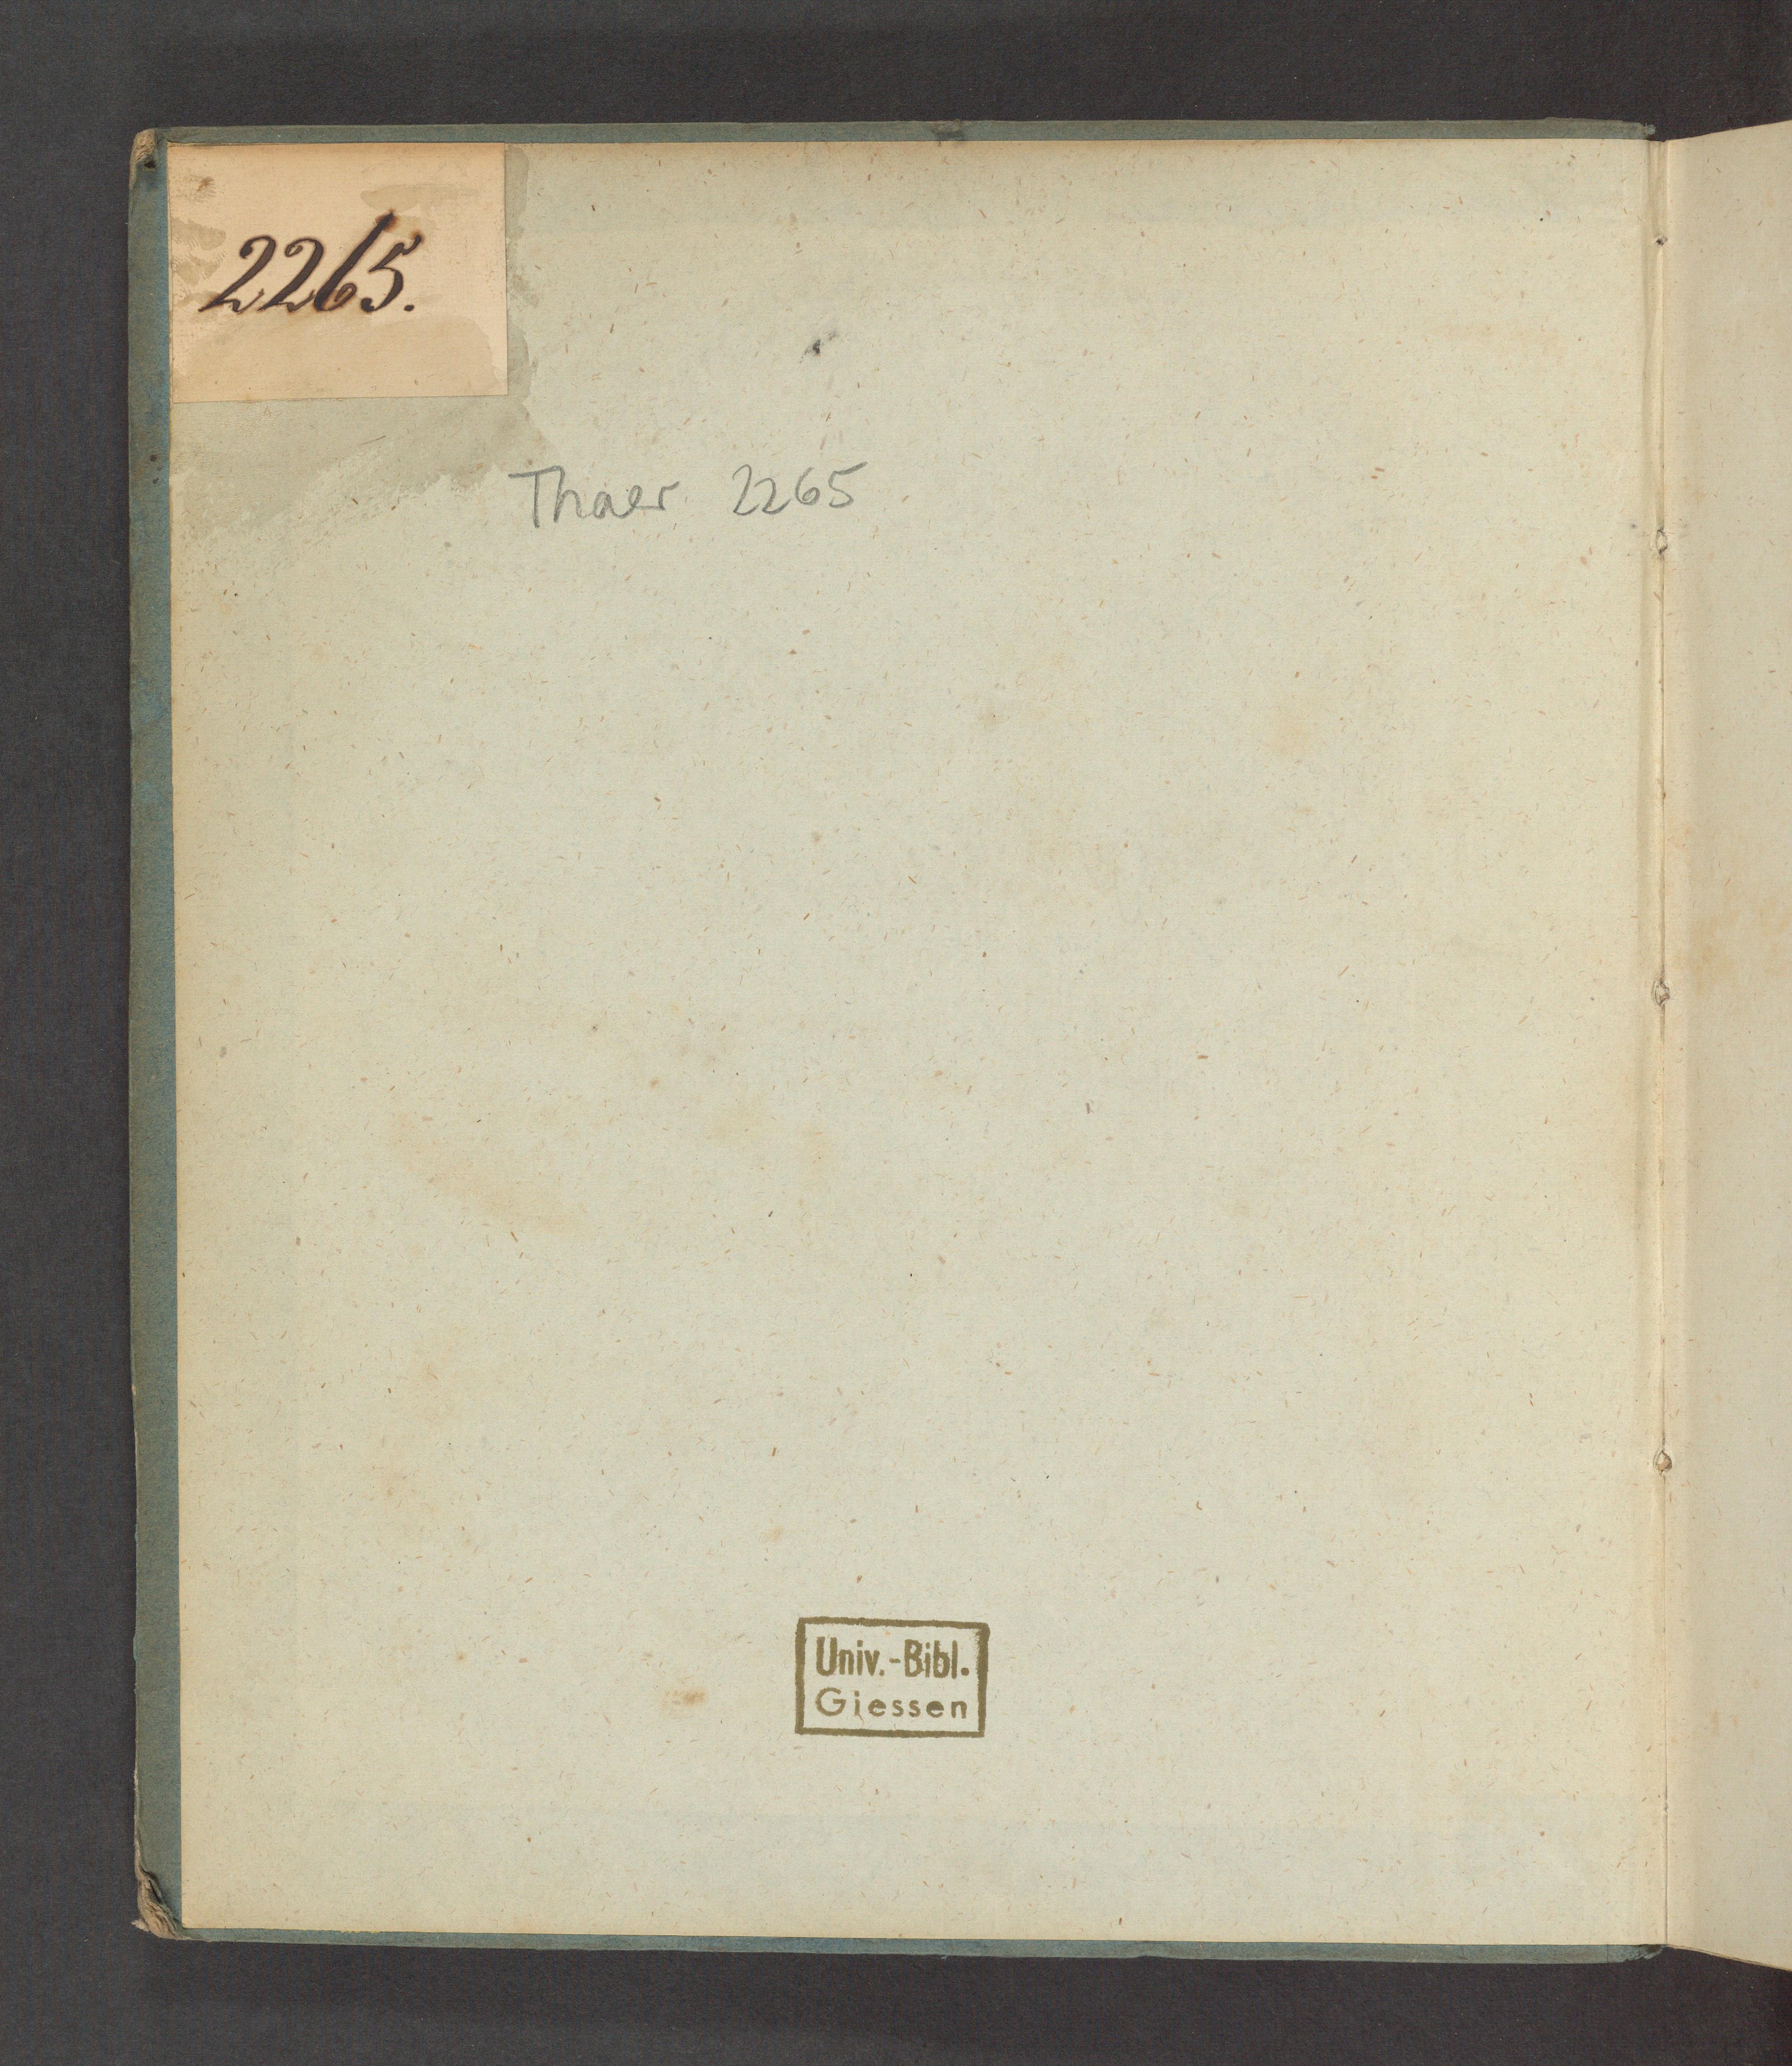 2265.
Thaer 2265
Univ.-Bibl.
Giessen